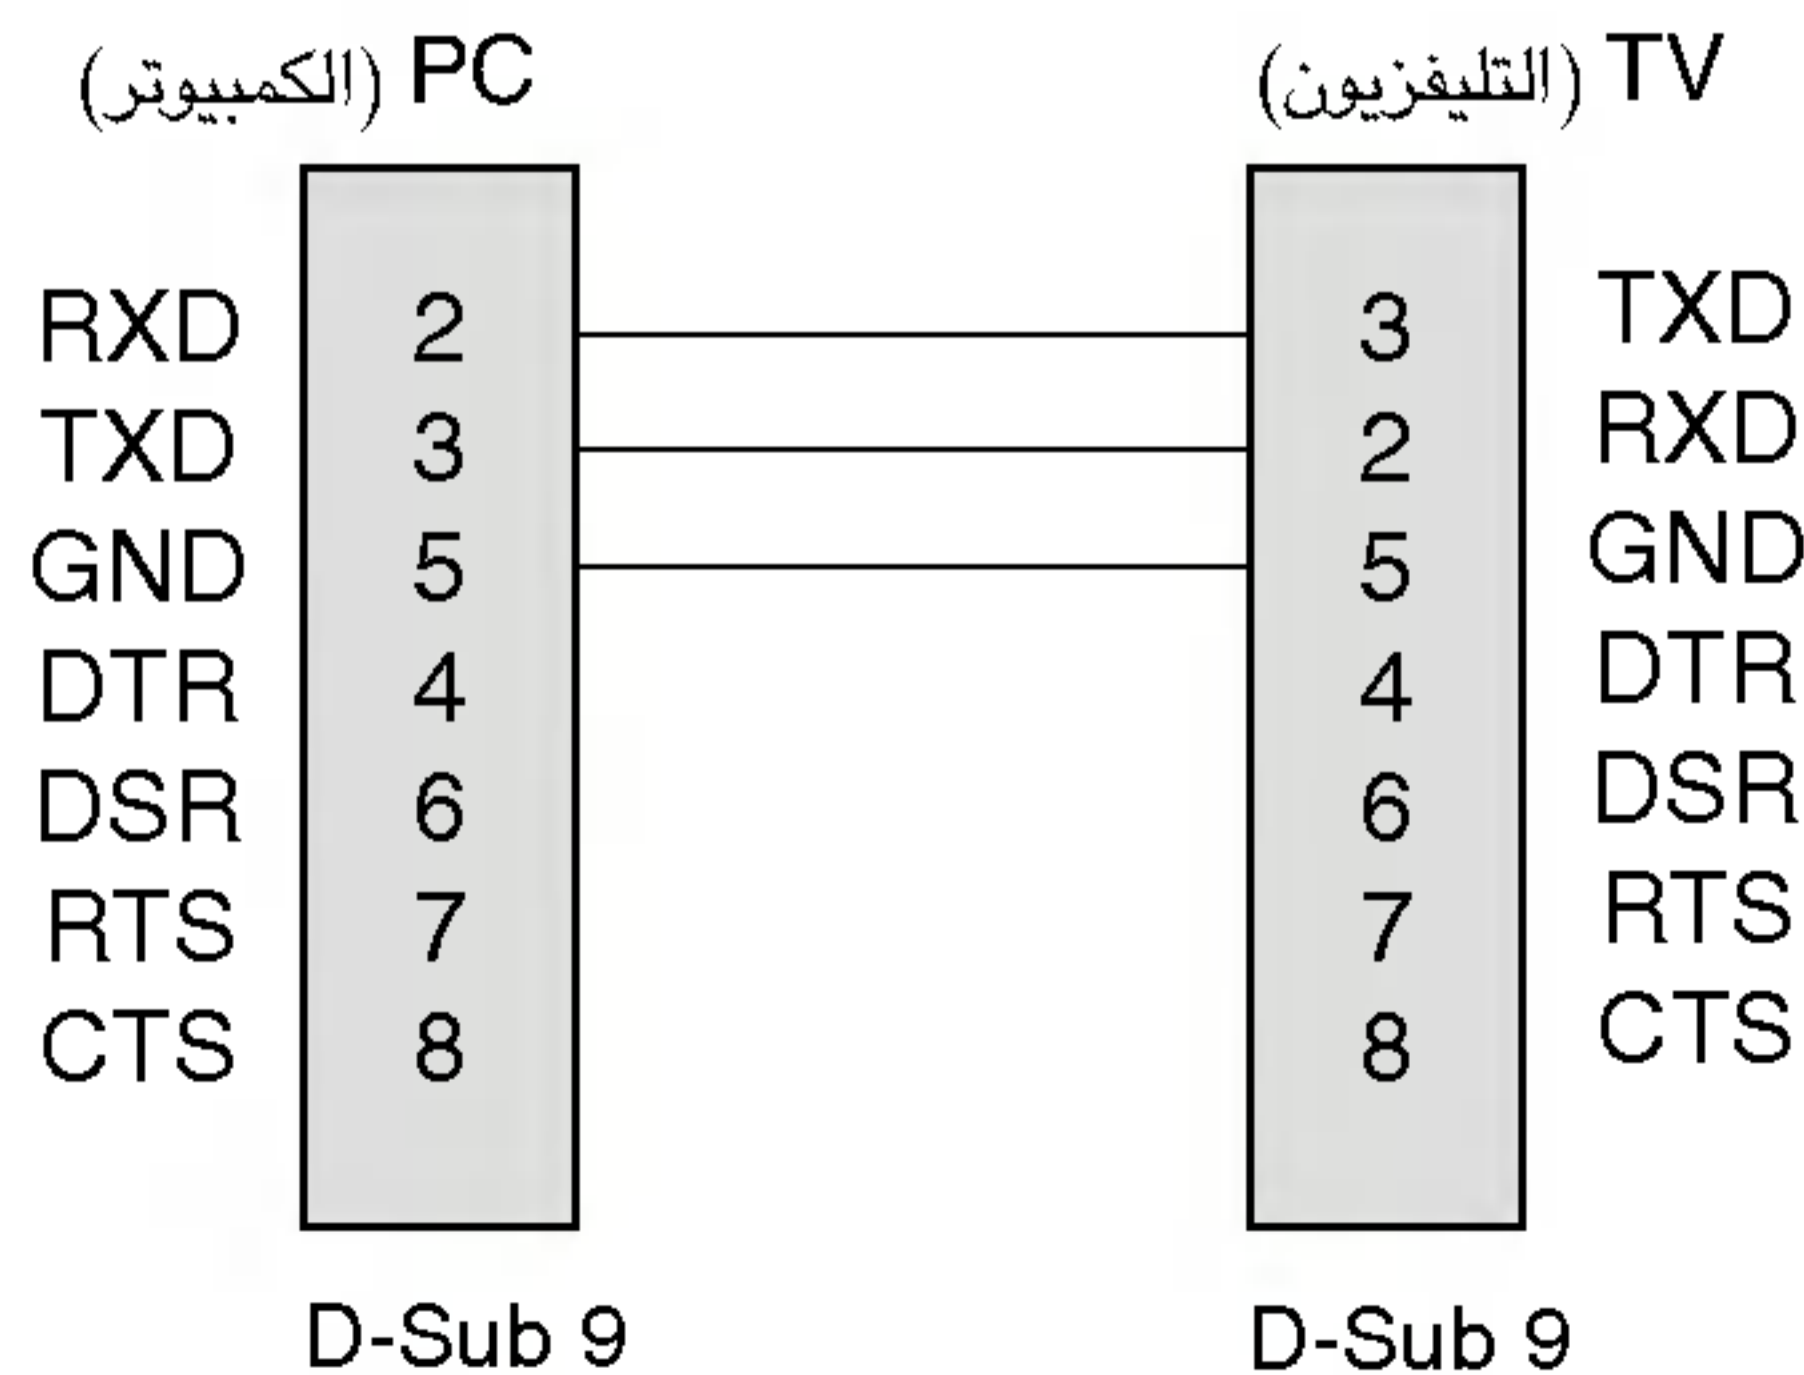 PC (الكمبيوتر) TV (التليفزيون)
RXD 2 3 TXD
TXD 3 2 RXD
GND 5 5 GND
DTR 4 4 DTR
DSR 6 6 DSR
RTS 7 7 RTS
CTS 8 8 CTS
D-Sub 9 D-Sub 9